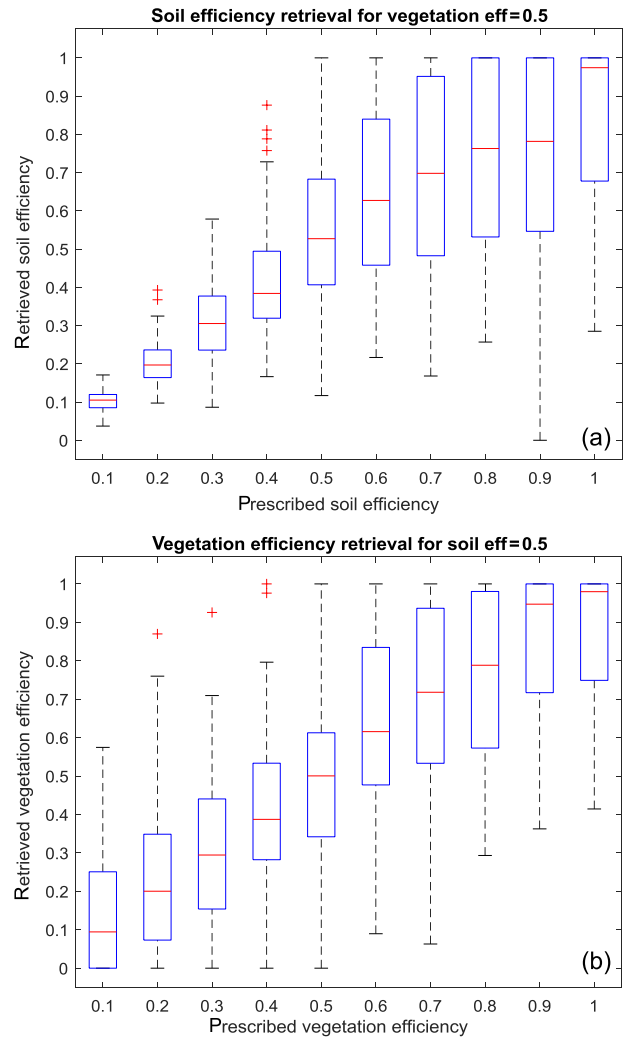 Soil efficiency retrieval for vegetation eff=0.5
Retrieved soil efficiency
1
0.9
0.8
0.7
0.6
0.5
0.4
0.3
0.2
0.1
0
(a)
0.1 0.2 0.3 0.4 0.5 0.6 0.7 0.8 0.9 1
Prescribed soil efficiency
Vegetation efficiency retrieval for soil eff=0.5
Retrieved vegetation efficiency
1
0.9
0.8
0.7
0.6
0.5
0.4
0.3
0.2
0.1
0
(b)
0.1 0.2 0.3 0.4 0.5 0.6 0.7 0.8 0.9 1
Prescribed vegetation efficiency